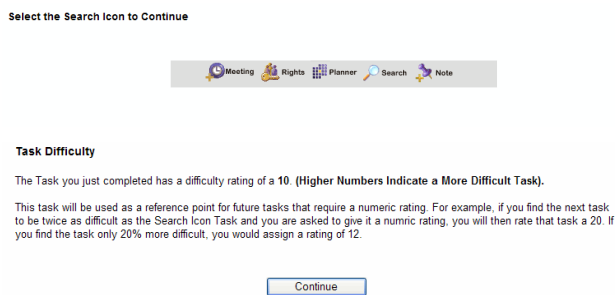 Select the Search Icon to Continue
Meeting Rights Planner Search Note
Task Difficulty
The Task you just completed has a difficulty rating of a 10. (Higher Numbers Indicate a More Difficult Task).
This task will be used as a reference point for future tasks that require a numeric rating. For example, if you find the next task
to be twice as difficult as the Search Icon Task and you are asked to give it a numric rating, you will then rate that task a 20. If
you find the task only 20% more difficult, you would assign a rating of 12.
Continue